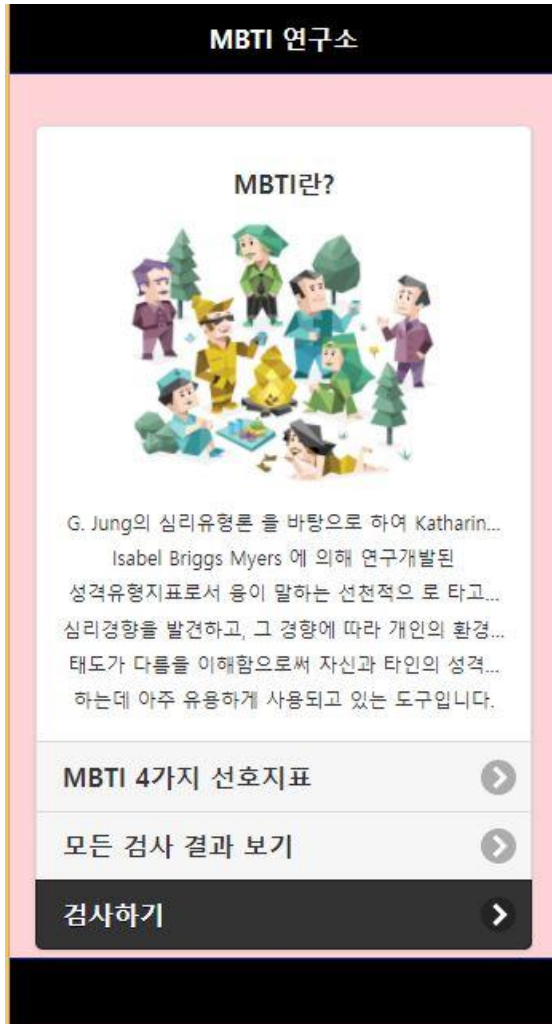 MBTI 연구소
MBTI란?
G. Jung의 심리유형론 을 바탕으로 하여 Katharin...
Isabel Briggs Myers 에 의해 연구개발된
성격유형지표로서 융이 말하는 선천적으 로 타고...
심리경향을 발견하고, 그 경향에 따라 개인의 환경...
태도가 다름을 이해함으로써 자신과 타인의 성격...
하는데 아주 유용하게 사용되고 있는 도구입니다.
MBTI 4가지 선호지표
모든 검사 결과 보기
검사하기